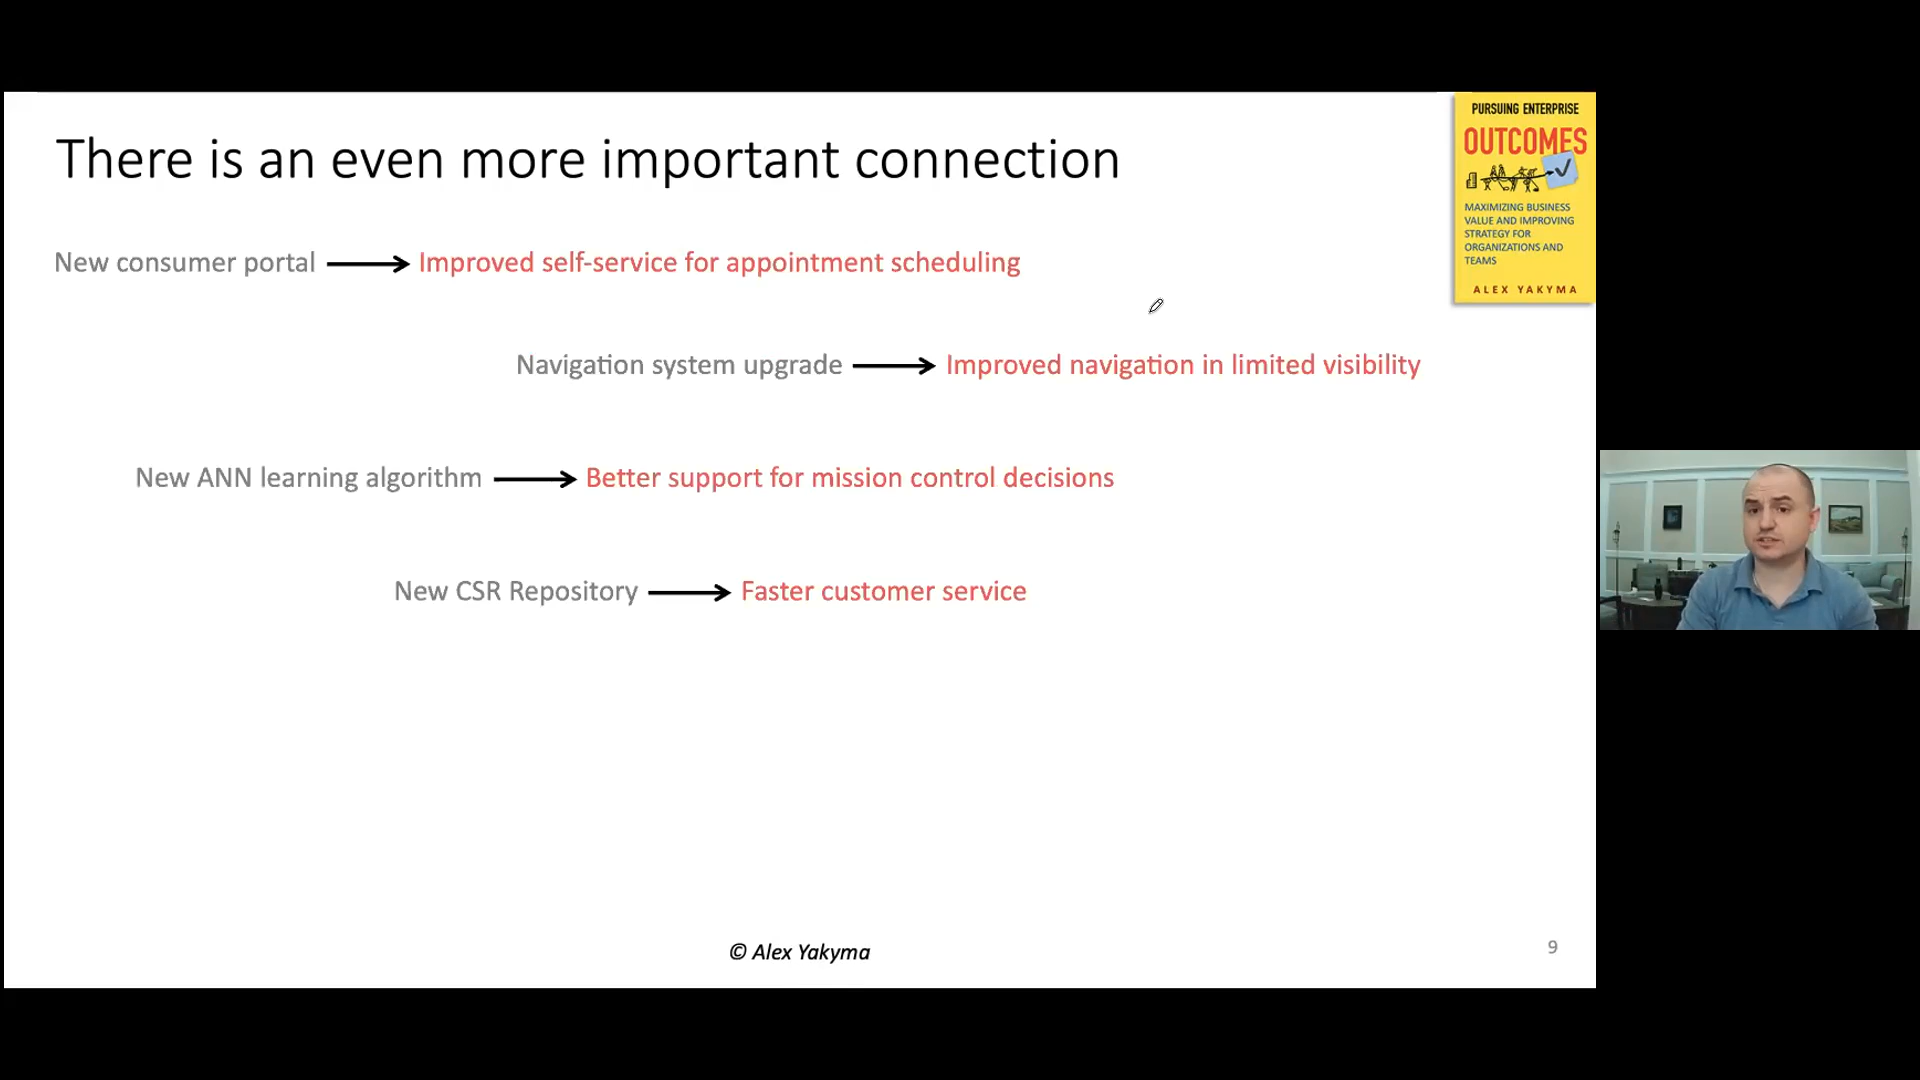 There is an even more important connection
New consumer portal → Improved self-service for appointment scheduling
Navigation system upgrade → Improved navigation in limited visibility
New ANN learning algorithm → Better support for mission control decisions
New CSR Repository → Faster customer service
© Alex Yakyma
9
PURSUING ENTERPRISE
OUTCOMES
MAXIMIZING BUSINESS
VALUE AND IMPROVING
STRATEGY FOR
ORGANIZATIONS AND
TEAMS
ALEX YAKYMA